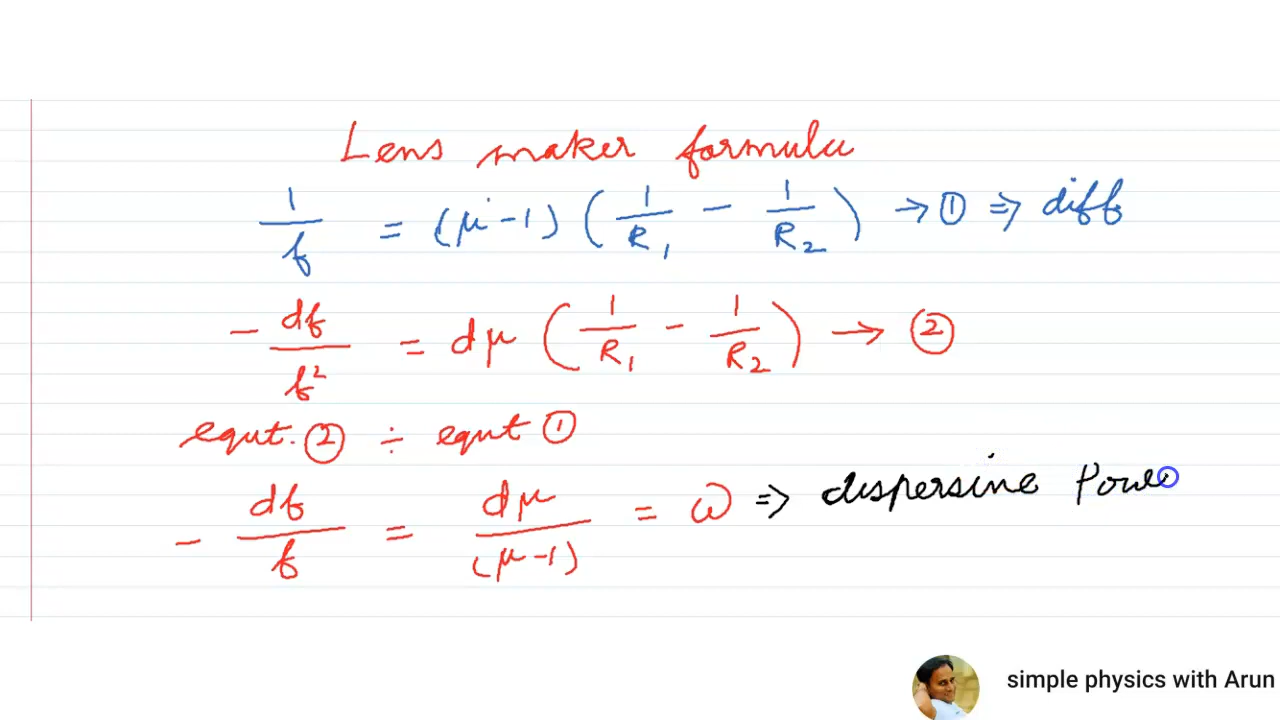 Lens maker formula
1/f = (μ-1) (1/R₁ - 1/R₂) → ① ⇒ diff
- df/f² = dμ (1/R₁ - 1/R₂) → ②
equt. ② ÷ equt ①
- df/f = dμ/(μ-1) = ω ⇒ dispersine Powe
simple physics with Arun